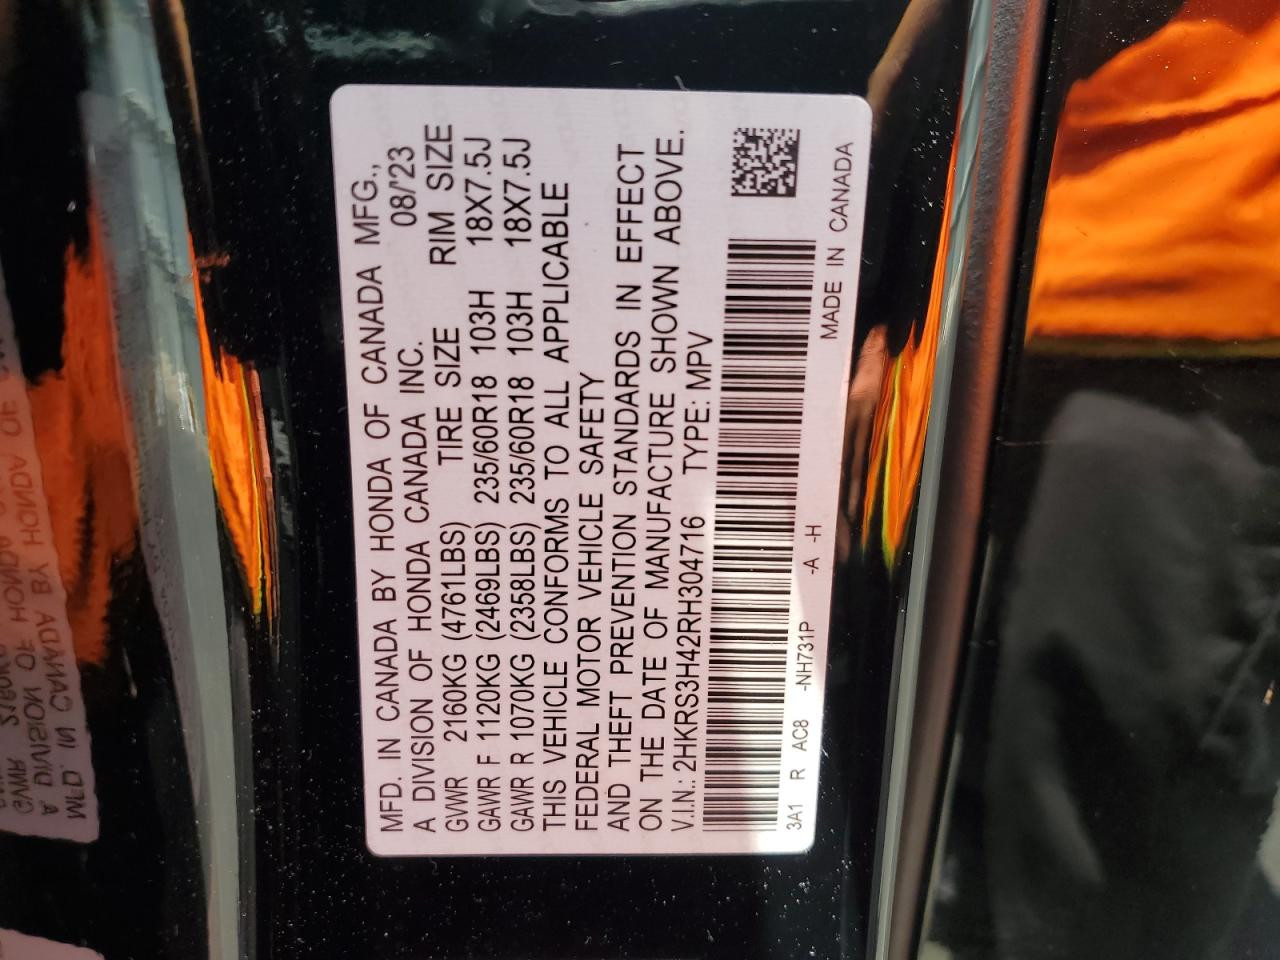 MFD. IN CANADA BY HONDA OF CANADA MFG.,
A DIVISION OF HONDA CANADA INC. 08/'23
GVWR 2160KG (4761LBS) TIRE SIZE RIM SIZE
GAWR F 1120KG (2469LBS) 235/60R18 103H 18X7.5J
GAWR R 1070KG (2358LBS) 235/60R18 103H 18X7.5J
THIS VEHICLE CONFORMS TO ALL APPLICABLE
FEDERAL MOTOR VEHICLE SAFETY
AND THEFT PREVENTION STANDARDS IN EFFECT
ON THE DATE OF MANUFACTURE SHOWN ABOVE.
V.I.N.: 2HKRS3H42RH304716 TYPE: MPV
3A1 R AC8 -NH731P -A -H MADE IN CANADA